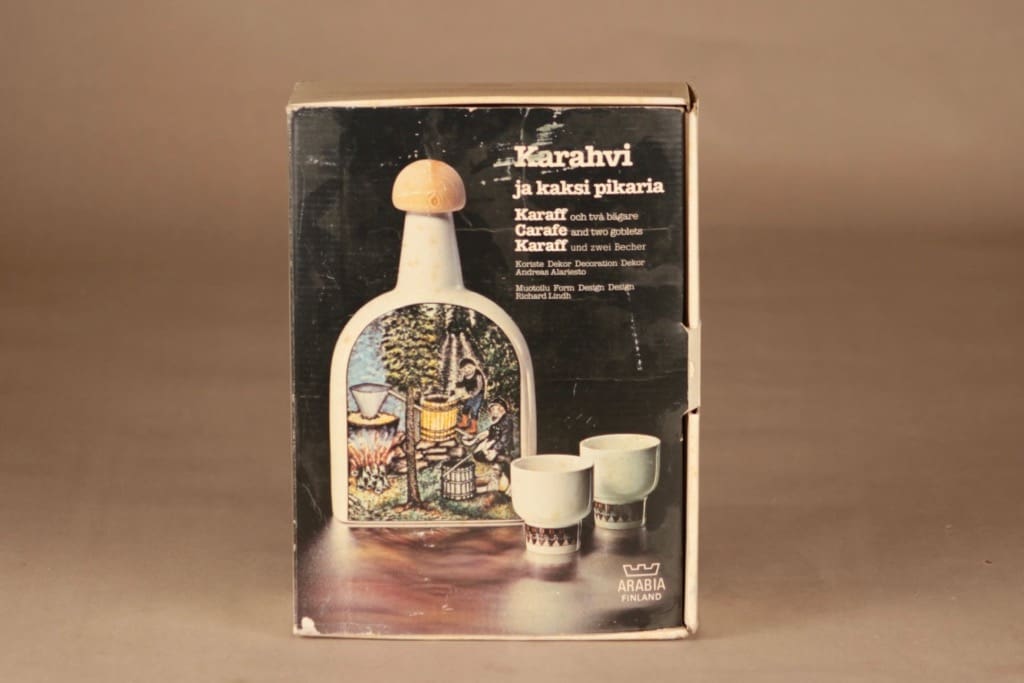 Karahvi
ja kaksi pikaria
Karaff och två bägare
Carafe and two goblets
Karaff und zwei Becher
Koriste Dekor Decoration Dekor
Andreas Alariesto
Muotoilu Form Design Design
Richard Lindh
ARABIA
FINLAND